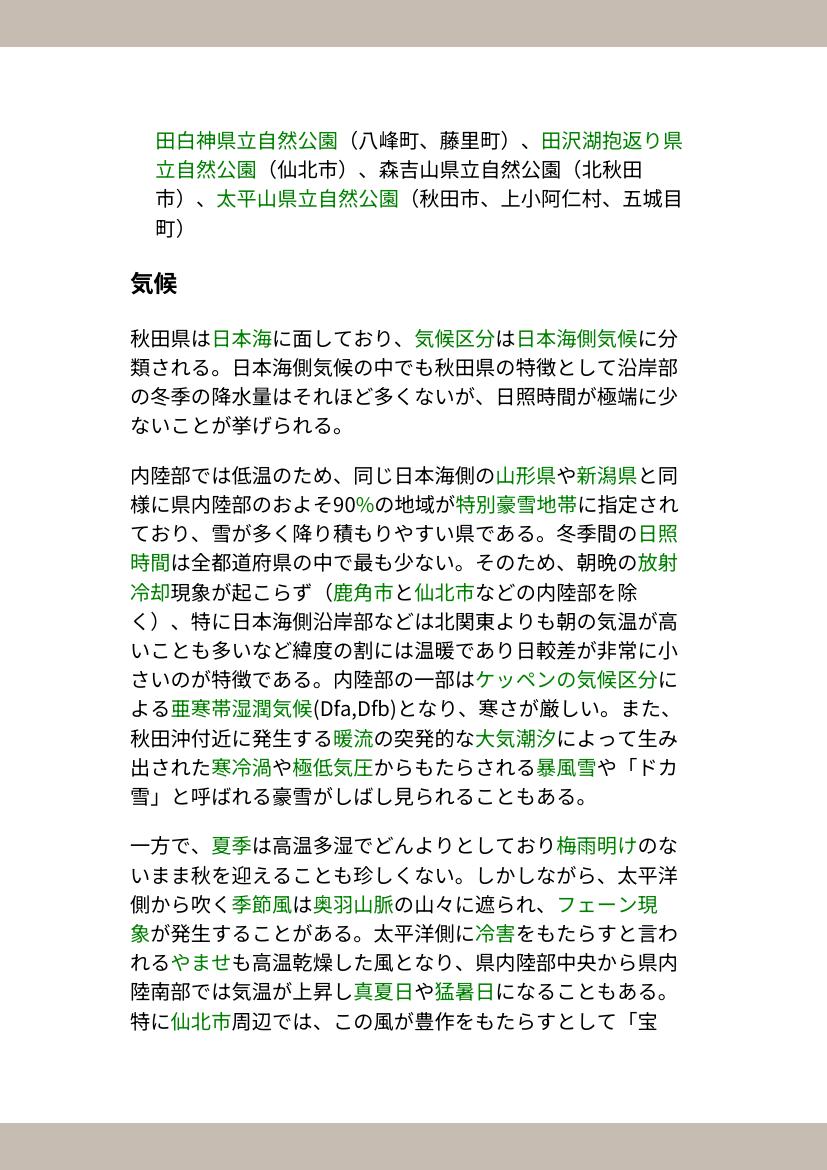 田白神県立自然公園（八峰町、藤里町）、田沢湖抱返り県
立自然公園（仙北市）、森吉山県立自然公園（北秋田
市）、太平山県立自然公園（秋田市、上小阿仁村、五城目
町）
気候
秋田県は日本海に面しており、気候区分は日本海側気候に分
類される。日本海側気候の中でも秋田県の特徴として沿岸部
の冬季の降水量はそれほど多くないが、日照時間が極端に少
ないことが挙げられる。
内陸部では低温のため、同じ日本海側の山形県や新潟県と同
様に県内陸部のおよそ90%の地域が特別豪雪地帯に指定され
ており、雪が多く降り積もりやすい県である。冬季間の日照
時間は全都道府県の中で最も少ない。そのため、朝晩の放射
冷却現象が起こらず（鹿角市と仙北市などの内陸部を除
く）、特に日本海側沿岸部などは北関東よりも朝の気温が高
いことも多いなど緯度の割には温暖であり日較差が非常に小
さいのが特徴である。内陸部の一部はケッペンの気候区分に
よる亜寒帯湿潤気候(Dfa,Dfb)となり、寒さが厳しい。また、
秋田沖付近に発生する暖流の突発的な大気潮汐によって生み
出された寒冷渦や極低気圧からもたらされる暴風雪や「ドカ
雪」と呼ばれる豪雪がしばし見られることもある。
一方で、夏季は高温多湿でどんよりとしており梅雨明けのな
いまま秋を迎えることも珍しくない。しかしながら、太平洋
側から吹く季節風は奥羽山脈の山々に遮られ、フェーン現
象が発生することがある。太平洋側に冷害をもたらすと言わ
れるやませも高温乾燥した風となり、県内陸部中央から県内
陸南部では気温が上昇し真夏日や猛暑日になることもある。
特に仙北市周辺では、この風が豊作をもたらすとして「宝